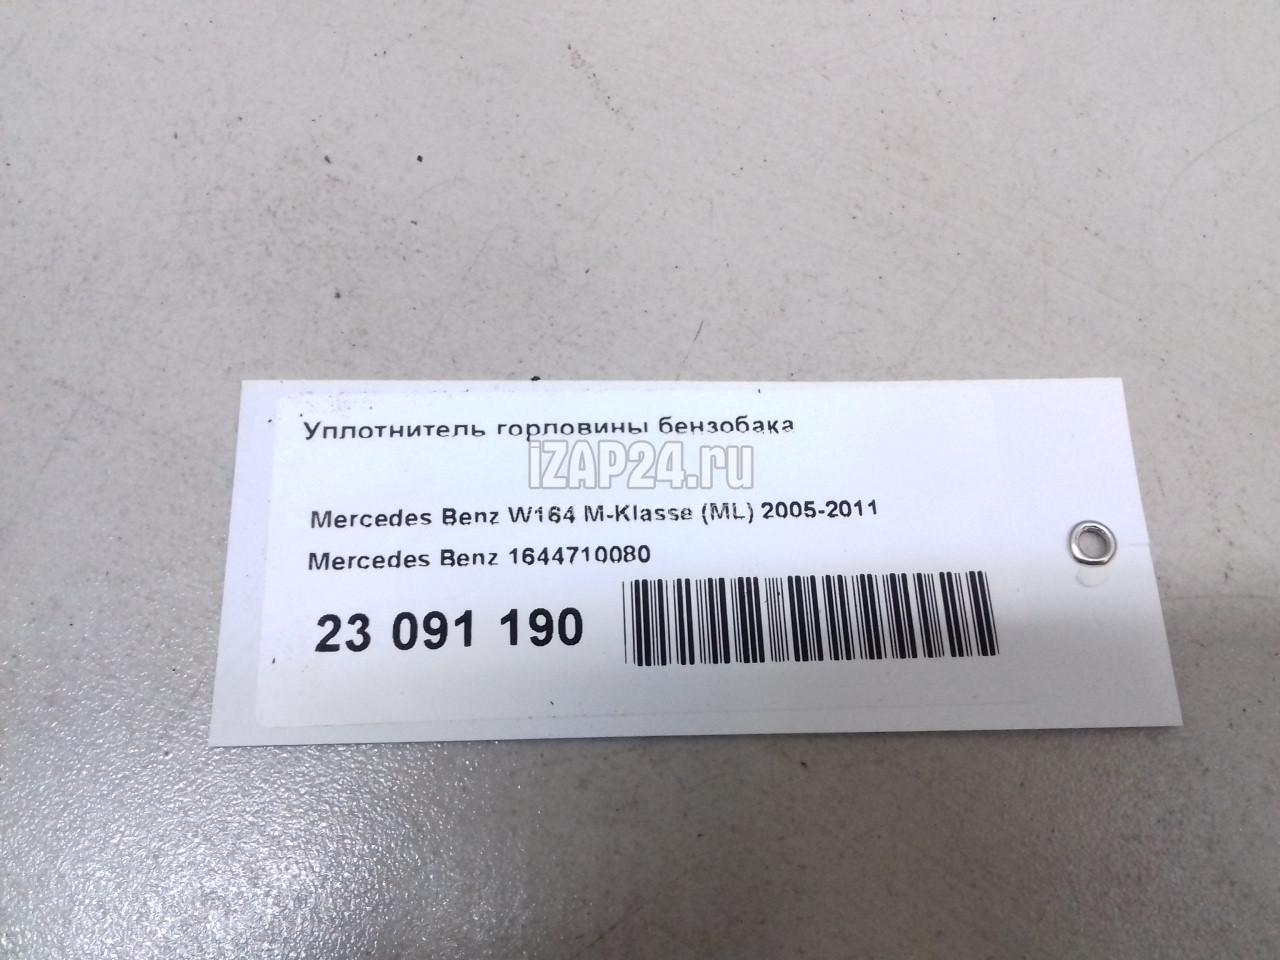 Уплотнитель горловины бензобака
iZAP24.ru
Mercedes Benz W164 M-Klasse (ML) 2005-2011
Mercedes Benz 1644710080
23 091 190